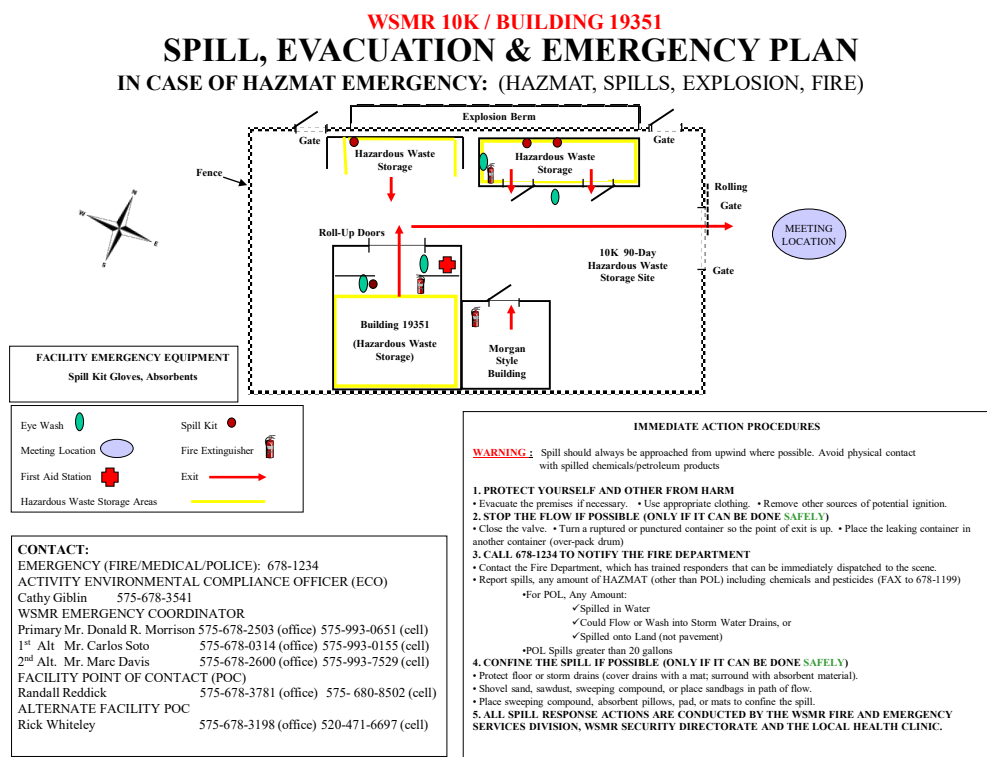 WSMR 10K / BUILDING 19351
SPILL, EVACUATION & EMERGENCY PLAN
IN CASE OF HAZMAT EMERGENCY: (HAZMAT, SPILLS, EXPLOSION, FIRE)
Explosion Berm
Gate
Hazardous Waste
Storage
Hazardous Waste
Storage
Gate
Fence
N
W
E
S
Rolling
Gate
Roll-Up Doors
MEETING
LOCATION
10K 90-Day
Hazardous Waste
Storage Site
Gate
Building 19351
(Hazardous Waste
Storage)
Morgan
Style
Building
FACILITY EMERGENCY EQUIPMENT
Spill Kit Gloves, Absorbents
Eye Wash
Spill Kit
Meeting Location
Fire Extinguisher
First Aid Station
Exit
Hazardous Waste Storage Areas
CONTACT:
EMERGENCY (FIRE/MEDICAL/POLICE): 678-1234
ACTIVITY ENVIRONMENTAL COMPLIANCE OFFICER (ECO)
Cathy Giblin 575-678-3541
WSMR EMERGENCY COORDINATOR
Primary Mr. Donald R. Morrison 575-678-2503 (office) 575-993-0651 (cell)
1st Alt Mr. Carlos Soto 575-678-0314 (office) 575-993-0155 (cell)
2nd Alt. Mr. Marc Davis 575-678-2600 (office) 575-993-7529 (cell)
FACILITY POINT OF CONTACT (POC)
Randall Reddick 575-678-3781 (office) 575- 680-8502 (cell)
ALTERNATE FACILITY POC
Rick Whiteley 575-678-3198 (office) 520-471-6697 (cell)
IMMEDIATE ACTION PROCEDURES
WARNING : Spill should always be approached from upwind where possible. Avoid physical contact
with spilled chemicals/petroleum products
1. PROTECT YOURSELF AND OTHER FROM HARM
• Evacuate the premises if necessary. • Use appropriate clothing. • Remove other sources of potential ignition.
2. STOP THE FLOW IF POSSIBLE (ONLY IF IT CAN BE DONE SAFELY)
• Close the valve. • Turn a ruptured or punctured container so the point of exit is up. • Place the leaking container in
another container (over-pack drum)
3. CALL 678-1234 TO NOTIFY THE FIRE DEPARTMENT
• Contact the Fire Department, which has trained responders that can be immediately dispatched to the scene.
• Report spills, any amount of HAZMAT (other than POL) including chemicals and pesticides (FAX to 678-1199)
•For POL, Any Amount:
✓Spilled in Water
✓Could Flow or Wash into Storm Water Drains, or
✓Spilled onto Land (not pavement)
•POL Spills greater than 20 gallons
4. CONFINE THE SPILL IF POSSIBLE (ONLY IF IT CAN BE DONE SAFELY)
• Protect floor or storm drains (cover drains with a mat; surround with absorbent material).
• Shovel sand, sawdust, sweeping compound, or place sandbags in path of flow.
• Place sweeping compound, absorbent pillows, pad, or mats to confine the spill.
5. ALL SPILL RESPONSE ACTIONS ARE CONDUCTED BY THE WSMR FIRE AND EMERGENCY
SERVICES DIVISION, WSMR SECURITY DIRECTORATE AND THE LOCAL HEALTH CLINIC.